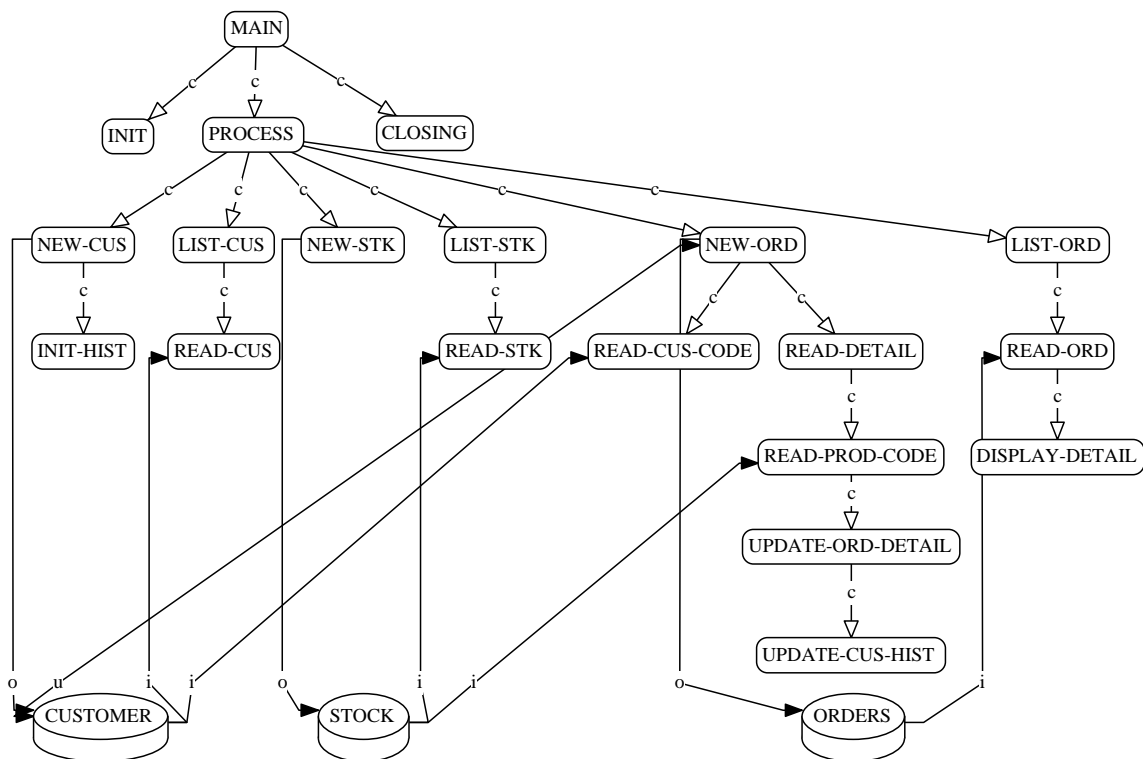 MAIN
c c c
INIT PROCESS CLOSING
c c c c c c
NEW-CUS LIST-CUS NEW-STK LIST-STK NEW-ORD LIST-ORD
c c c c c c
INIT-HIST READ-CUS READ-STK READ-CUS-CODE READ-DETAIL READ-ORD
c c
READ-PROD-CODE DISPLAY-DETAIL
c
UPDATE-ORD-DETAIL
c
UPDATE-CUS-HIST
o u i i o i i o i
CUSTOMER STOCK ORDERS